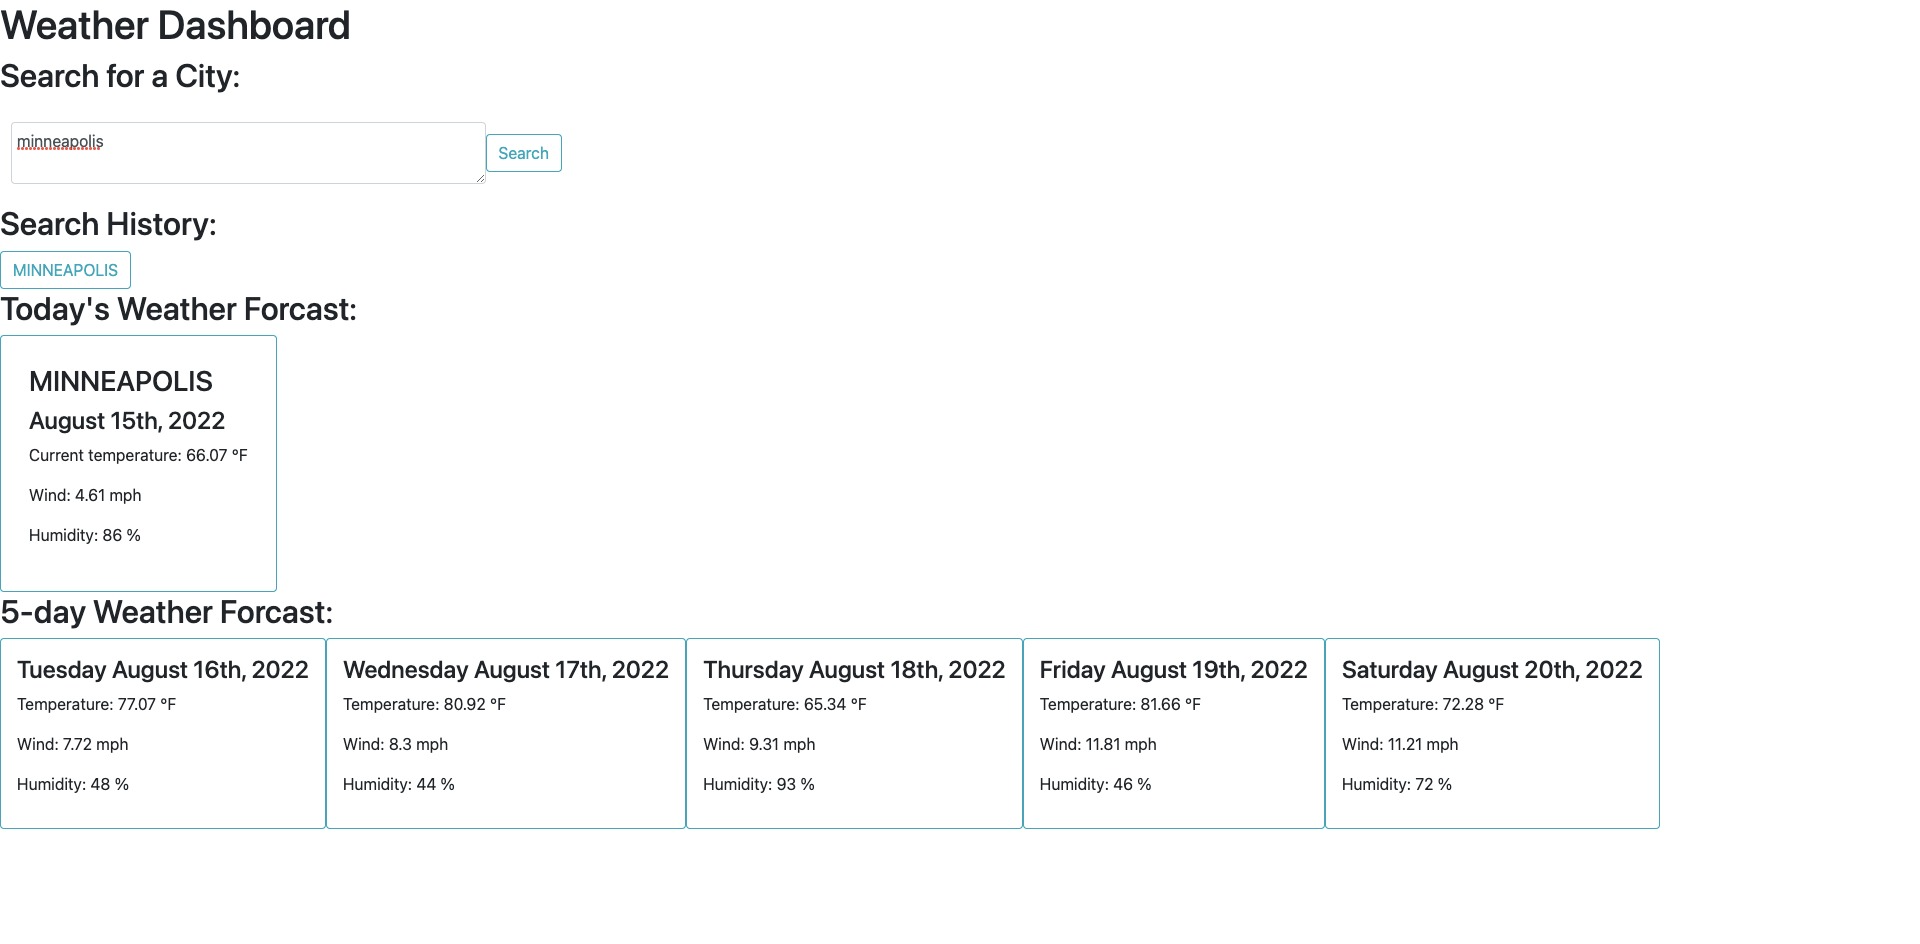 Weather Dashboard
Search for a City:
minneapolis
Search
Search History:
MINNEAPOLIS
Today's Weather Forcast:
MINNEAPOLIS
August 15th, 2022
Current temperature: 66.07 °F
Wind: 4.61 mph
Humidity: 86 %
5-day Weather Forcast:
Tuesday August 16th, 2022
Temperature: 77.07 °F
Wind: 7.72 mph
Humidity: 48 %
Wednesday August 17th, 2022
Temperature: 80.92 °F
Wind: 8.3 mph
Humidity: 44 %
Thursday August 18th, 2022
Temperature: 65.34 °F
Wind: 9.31 mph
Humidity: 93 %
Friday August 19th, 2022
Temperature: 81.66 °F
Wind: 11.81 mph
Humidity: 46 %
Saturday August 20th, 2022
Temperature: 72.28 °F
Wind: 11.21 mph
Humidity: 72 %